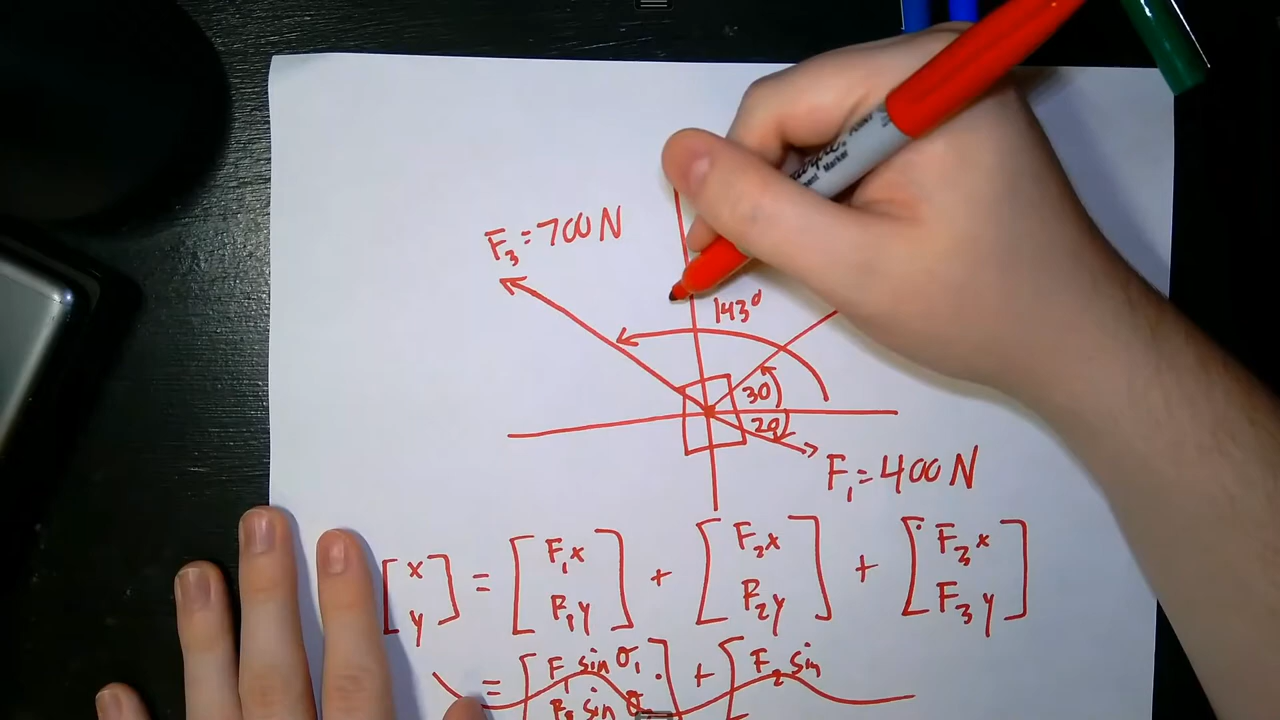 F₃ = 700 N
143°
30
20
F₁ = 400 N
[x y] = [F₁x F₁y] + [F₂x F₂y] + [F₃x F₃y]
= [F₁ sin θ₁
F₁ sin θ] + [F₂ sin
Marker